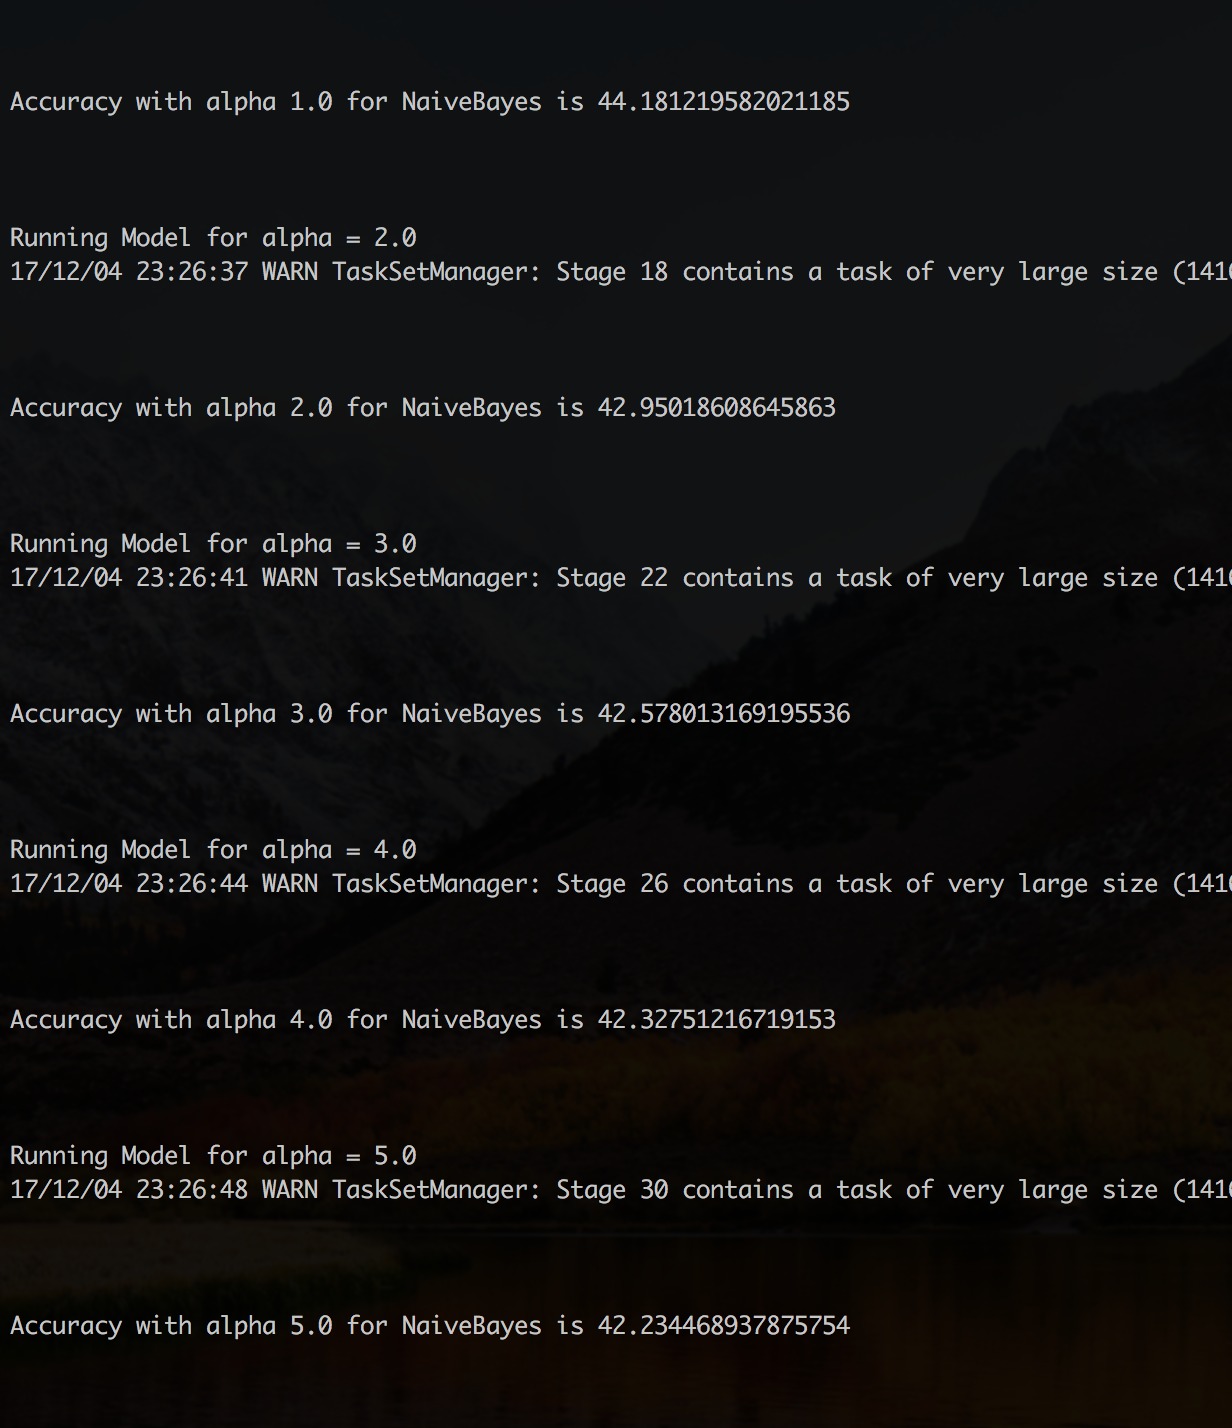 Accuracy with alpha 1.0 for NaiveBayes is 44.181219582021185
Running Model for alpha = 2.0
17/12/04 23:26:37 WARN TaskSetManager: Stage 18 contains a task of very large size (141
Accuracy with alpha 2.0 for NaiveBayes is 42.95018608645863
Running Model for alpha = 3.0
17/12/04 23:26:41 WARN TaskSetManager: Stage 22 contains a task of very large size (141
Accuracy with alpha 3.0 for NaiveBayes is 42.578013169195536
Running Model for alpha = 4.0
17/12/04 23:26:44 WARN TaskSetManager: Stage 26 contains a task of very large size (141
Accuracy with alpha 4.0 for NaiveBayes is 42.32751216719153
Running Model for alpha = 5.0
17/12/04 23:26:48 WARN TaskSetManager: Stage 30 contains a task of very large size (141
Accuracy with alpha 5.0 for NaiveBayes is 42.234468937875754